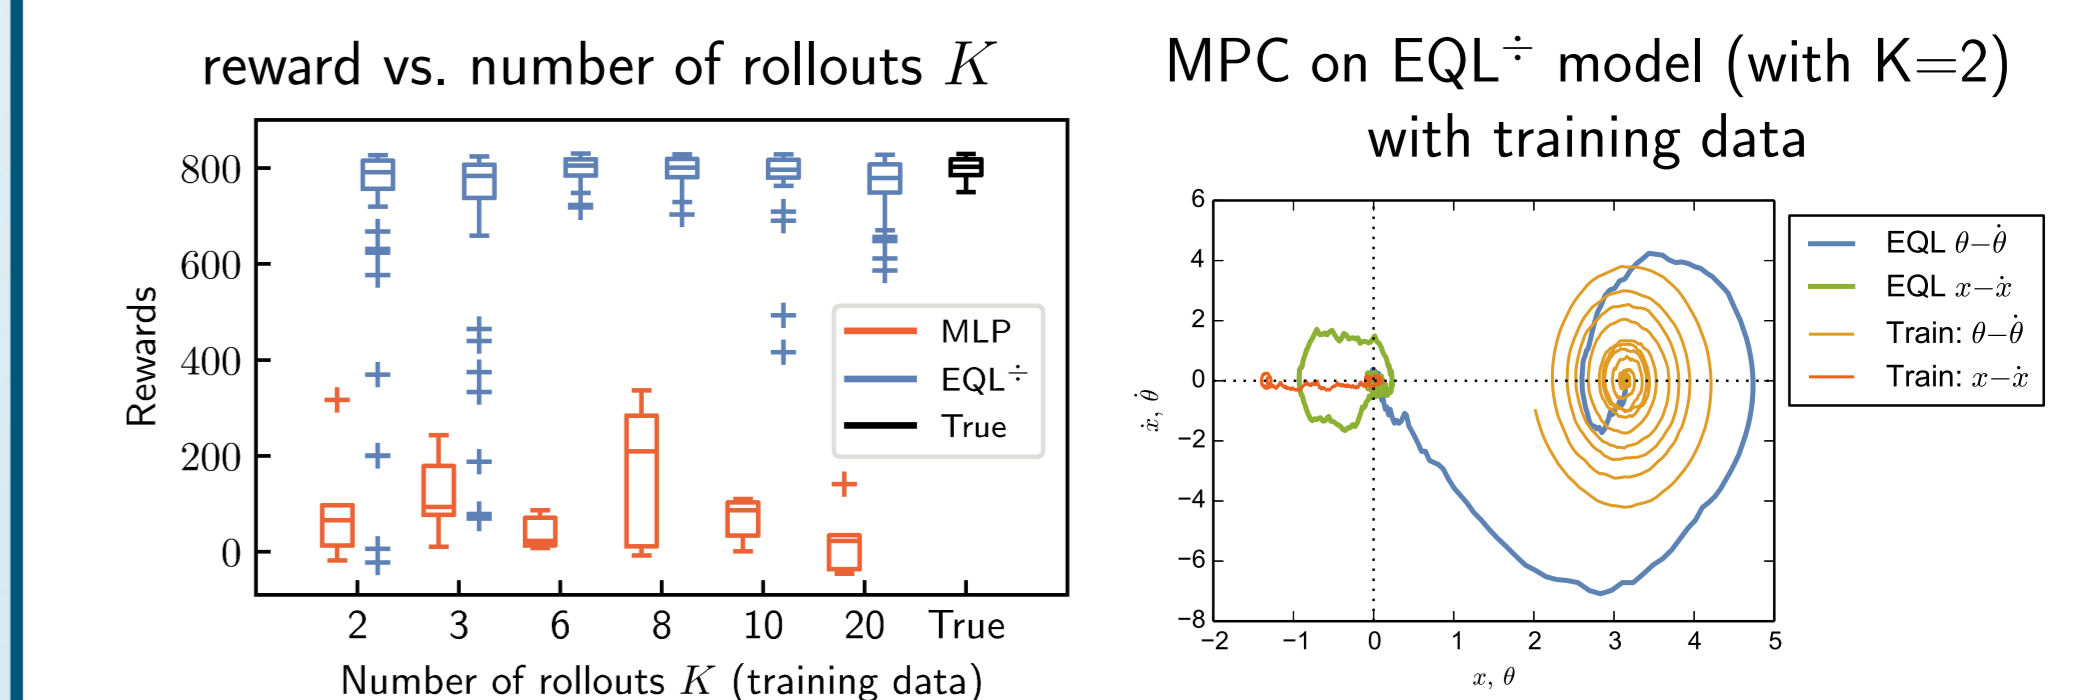 reward vs. number of rollouts K
800
600
400
200
0
Rewards
MLP
EQL÷
True
2 3 6 8 10 20 True
Number of rollouts K (training data)
MPC on EQL÷ model (with K=2)
with training data
6
4
2
0
−2
−4
−6
−8
ẋ, θ̇
−2 −1 0 1 2 3 4 5
x, θ
EQL θ−θ̇
EQL x−ẋ
Train: θ−θ̇
Train: x−ẋ